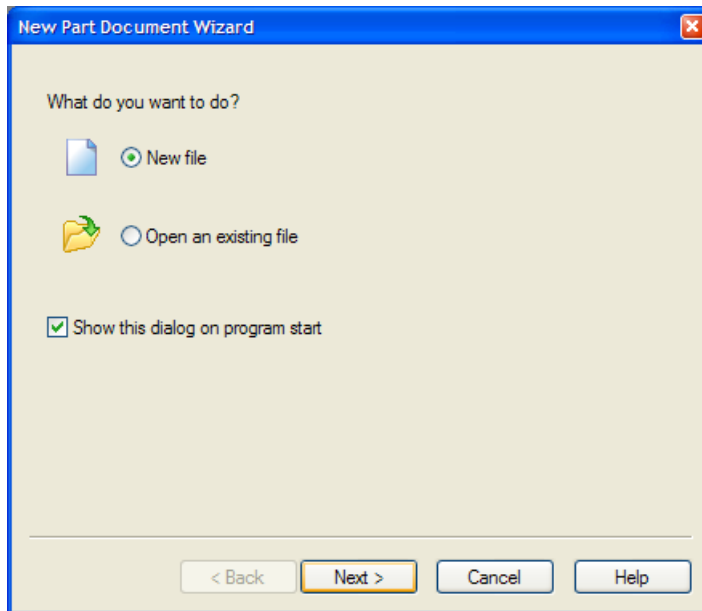 New Part Document Wizard
What do you want to do?
New file
Open an existing file
Show this dialog on program start
< Back
Next >
Cancel
Help